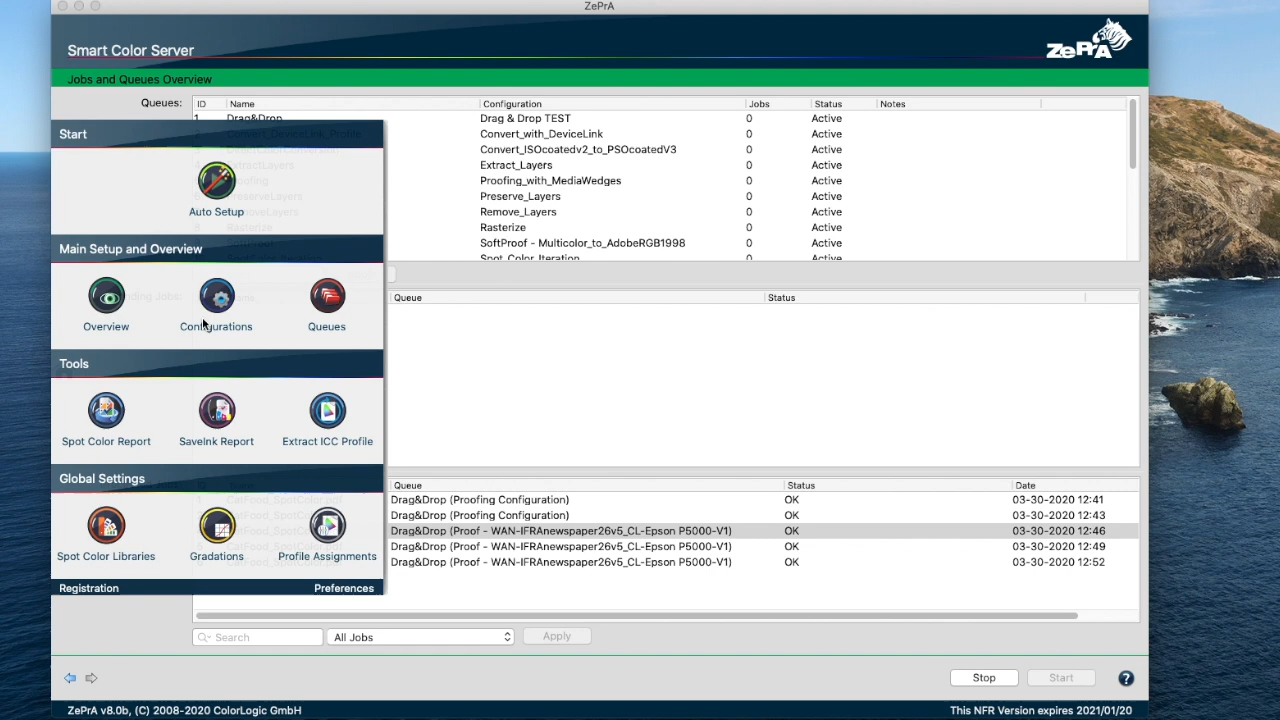 ZePrA
Smart Color Server
ZePrA
Jobs and Queues Overview
Queues:
ID Name Configuration Jobs Status Notes
1 Drag&Drop Drag & Drop TEST 0 Active
Convert_DeviceLink_Profile Convert_with_DeviceLink 0 Active
Convert_ISOcoatedv2_to_PSOcoatedV3 0 Active
ExtractLayers Extract_Layers 0 Active
Proofing_with_MediaWedges 0 Active
PreserveLayers Preserve_Layers 0 Active
Remove_Layers 0 Active
Rasterize Rasterize 0 Active
SoftProof SoftProof - Multicolor_to_AdobeRGB1998 0 Active
Spot_Color_Iteration 0 Active
Start
Auto Setup
Main Setup and Overview
Overview
Configurations
Queues
Tools
Spot Color Report
SaveInk Report
Extract ICC Profile
Global Settings
Spot Color Libraries
Gradations
Profile Assignments
Registration
Preferences
Queue Status
Queue Status Date
CatFood_SpotColor.pdf Drag&Drop (Proofing Configuration) OK 03-30-2020 12:41
Drag&Drop (Proofing Configuration) OK 03-30-2020 12:43
Drag&Drop (Proof - WAN-IFRAnewspaper26v5_CL-Epson P5000-V1) OK 03-30-2020 12:46
Drag&Drop (Proof - WAN-IFRAnewspaper26v5_CL-Epson P5000-V1) OK 03-30-2020 12:49
Drag&Drop (Proof - WAN-IFRAnewspaper26v5_CL-Epson P5000-V1) OK 03-30-2020 12:52
Search
All Jobs
Apply
Stop
Start
?
ZePrA v8.0b, (C) 2008-2020 ColorLogic GmbH
This NFR Version expires 2021/01/20